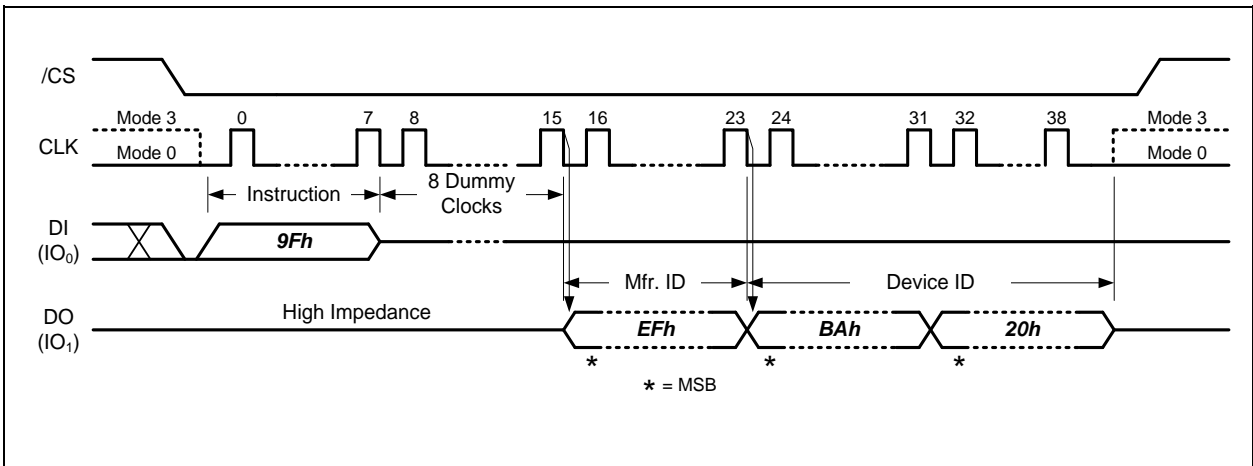 /CS
Mode 3 0 7 8 15 16 23 24 31 32 38 Mode 3
CLK
Mode 0 Mode 0
Instruction 8 Dummy
Clocks
DI
(IO₀)
9Fh
Mfr. ID Device ID
High Impedance
DO
(IO₁)
EFh BAh 20h
* * *
* = MSB